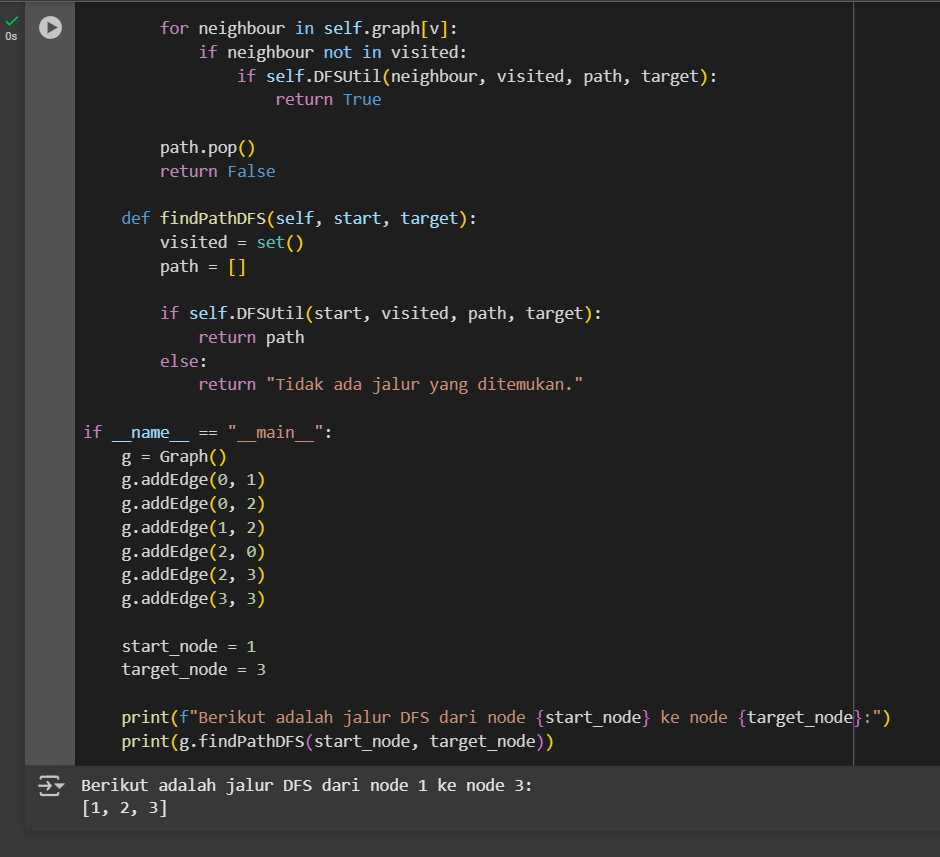 0s
        for neighbour in self.graph[v]:
            if neighbour not in visited:
                if self.DFSUtil(neighbour, visited, path, target):
                    return True

        path.pop()
        return False

    def findPathDFS(self, start, target):
        visited = set()
        path = []

        if self.DFSUtil(start, visited, path, target):
            return path
        else:
            return "Tidak ada jalur yang ditemukan."

if __name__ == "__main__":
    g = Graph()
    g.addEdge(0, 1)
    g.addEdge(0, 2)
    g.addEdge(1, 2)
    g.addEdge(2, 0)
    g.addEdge(2, 3)
    g.addEdge(3, 3)

    start_node = 1
    target_node = 3

    print(f"Berikut adalah jalur DFS dari node {start_node} ke node {target_node}:")
    print(g.findPathDFS(start_node, target_node))
Berikut adalah jalur DFS dari node 1 ke node 3:
[1, 2, 3]